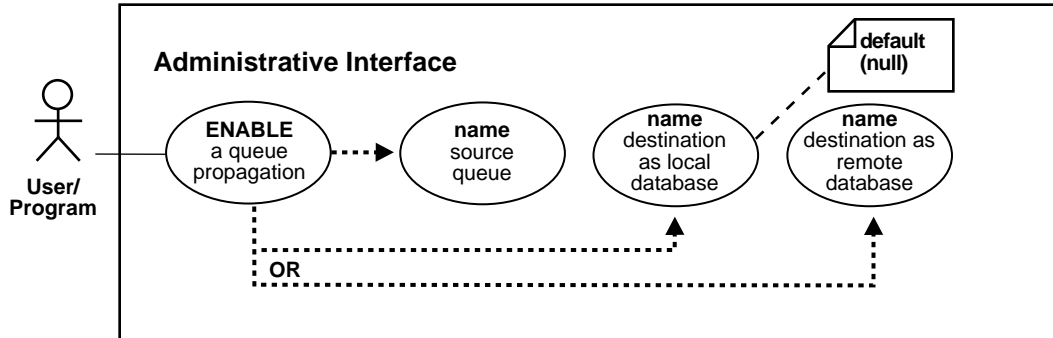 default
(null)
Administrative Interface
User/
Program
ENABLE
a queue
propagation
name
source
queue
name
destination
as local
database
name
destination as
remote
database
OR